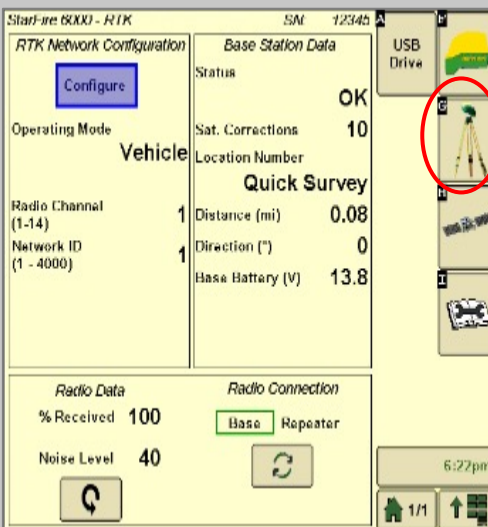 StarFire 6000 - RTK SN: 12345
RTK Network Configuration
Configure
Operating Mode
Vehicle
Radio Channel
(1-14)
1
Network ID
(1 - 4000)
1
Base Station Data
Status
OK
Sat. Corrections 10
Location Number
Quick Survey
Distance (mi) 0.08
Direction (°) 0
Base Battery (V) 13.8
Radio Data
% Received 100
Noise Level 40
Radio Connection
Base Repeater
A
USB
Drive
F
G
H
I
6:22pm
1/1